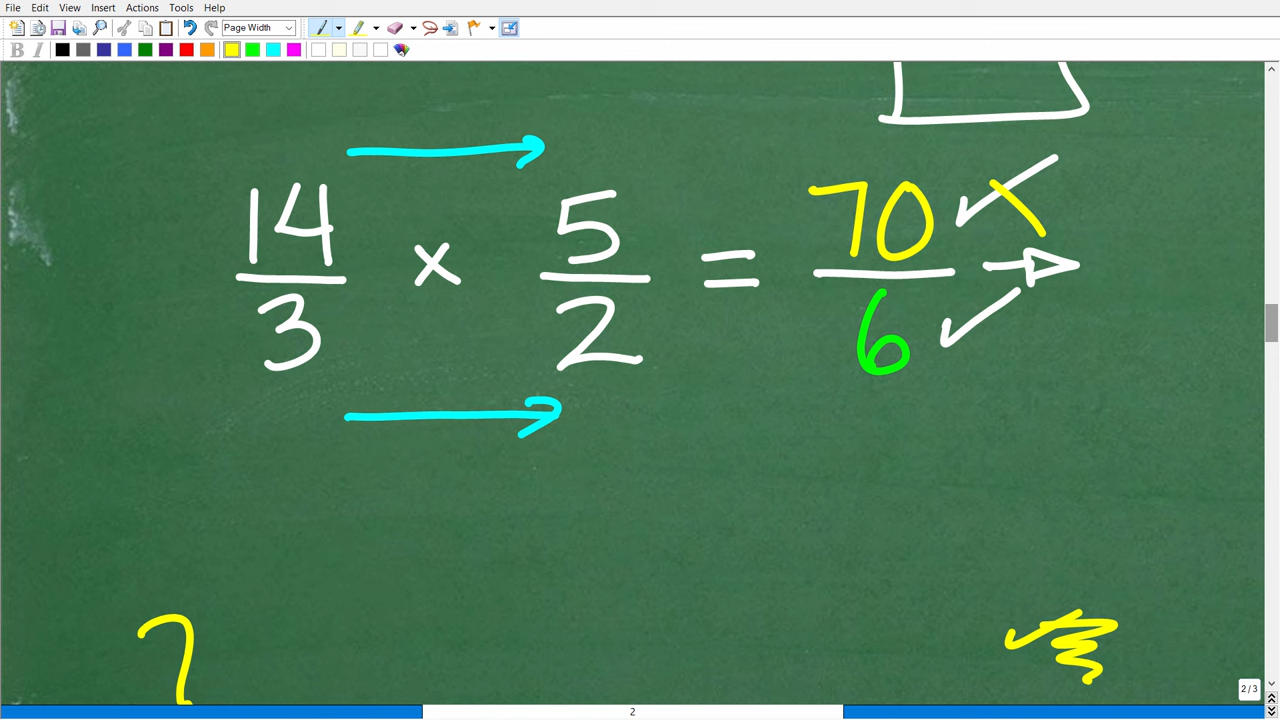 File Edit View Insert Actions Tools Help
Page Width
B I
14/3 × 5/2 = 70/6
2 / 3
2